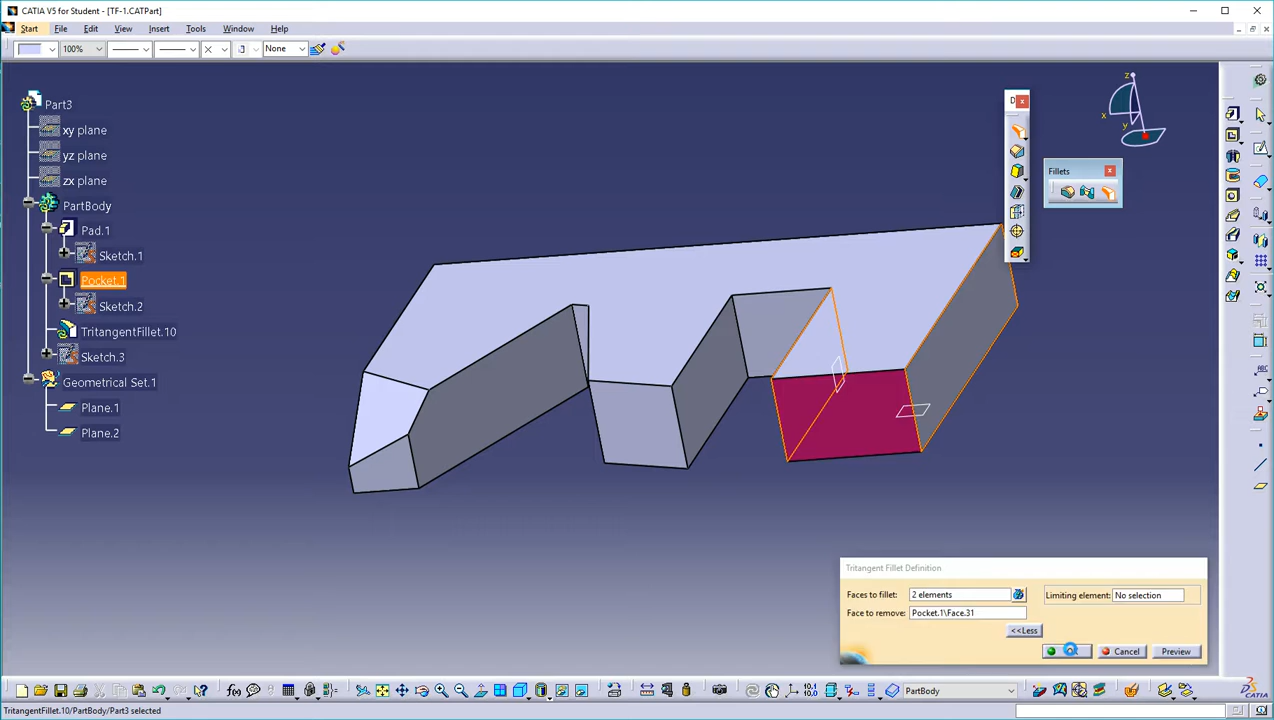 CATIA V5 for Student - [TF-1.CATPart]
Start File Edit View Insert Tools Window Help
100% None
Part3
xy plane
yz plane
zx plane
PartBody
Pad.1
Sketch.1
Pocket.1
Sketch.2
TritangentFillet.10
Sketch.3
Geometrical Set.1
Plane.1
Plane.2
z
x
y
D
Fillets
Tritangent Fillet Definition
Faces to fillet: 2 elements Limiting element: No selection
Face to remove: Pocket.1\Face.31
<<Less
Cancel Preview
PartBody
TritangentFillet.10/PartBody/Part3 selected
CATIA